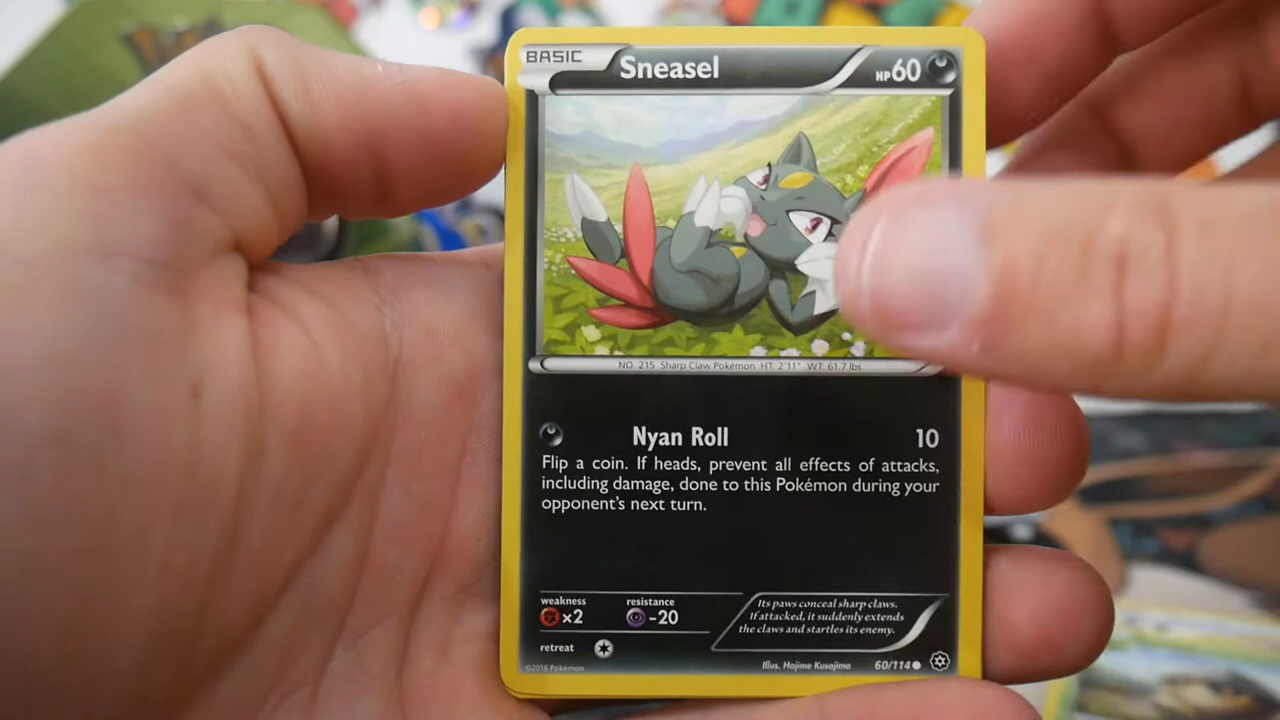 BASIC Sneasel HP60
NO. 215 Sharp Claw Pokémon HT: 2'11" WT: 61.7 lbs.
Nyan Roll 10
Flip a coin. If heads, prevent all effects of attacks,
including damage, done to this Pokémon during your
opponent's next turn.
weakness resistance
×2 -20
Its paws conceal sharp claws.
If attacked, it suddenly extends
the claws and startles its enemy.
retreat
©2016 Pokémon Illus. Hajime Kusajima 60/114